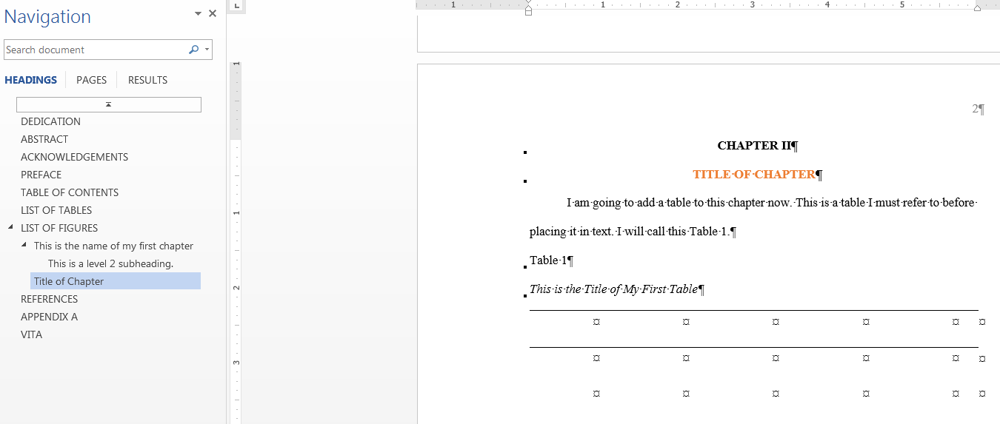 Navigation
Search document
HEADINGS PAGES RESULTS
DEDICATION
ABSTRACT
ACKNOWLEDGEMENTS
PREFACE
TABLE OF CONTENTS
LIST OF TABLES
LIST OF FIGURES
This is the name of my first chapter
This is a level 2 subheading.
Title of Chapter
REFERENCES
APPENDIX A
VITA
1 1 2 3 4 5
1
1
2
3
2¶
CHAPTER II¶
TITLE·OF·CHAPTER¶
I·am·going·to·add·a·table·to·this·chapter·now.·This·is·a·table·I·must·refer·to·before·
placing·it·in·text.·I·will·call·this·Table·1.¶
Table·1¶
This·is·the·Title·of·My·First·Table¶
¤ ¤ ¤ ¤ ¤ ¤
¤ ¤ ¤ ¤ ¤ ¤
¤ ¤ ¤ ¤ ¤ ¤